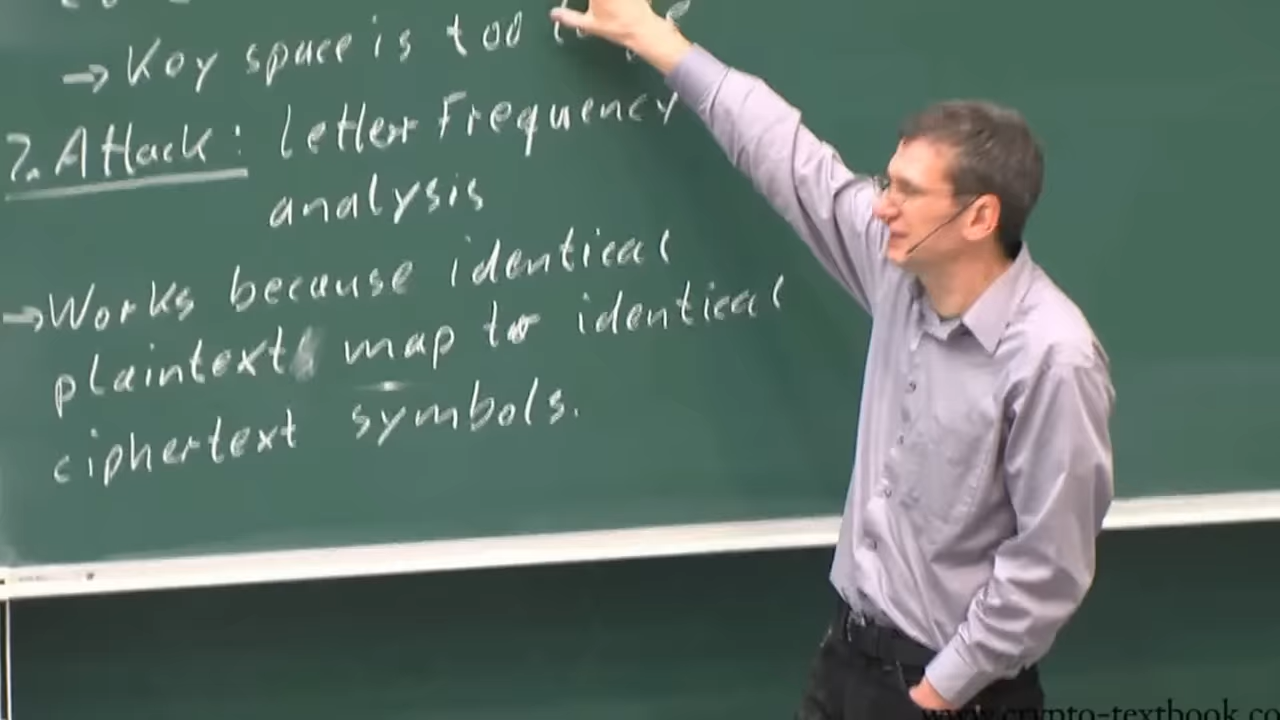 → Key space is too
2. Attack: letter frequency
analysis
→ Works because identical
plaintext map to identical
ciphertext symbols.
www.crypto-textbook.co